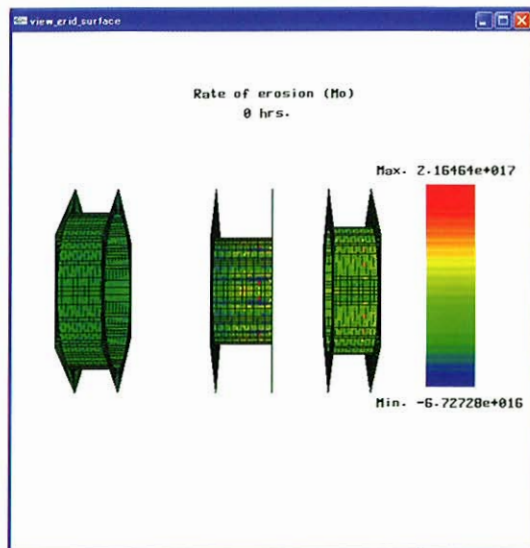 view_grid_surface
Rate of erosion (Mo)
0 hrs.
Max. 2.16464e+017
Min. -6.72728e+016